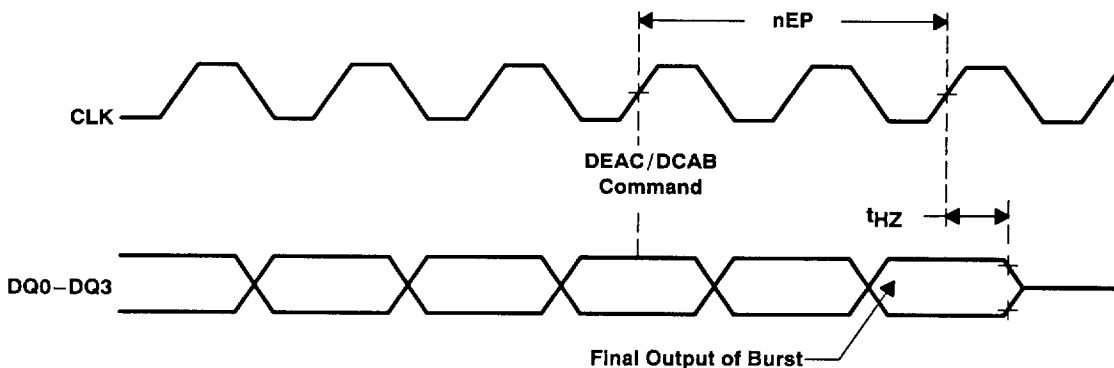 nEP
CLK
DEAC/DCAB
Command
tHZ
DQ0–DQ3
Final Output of Burst